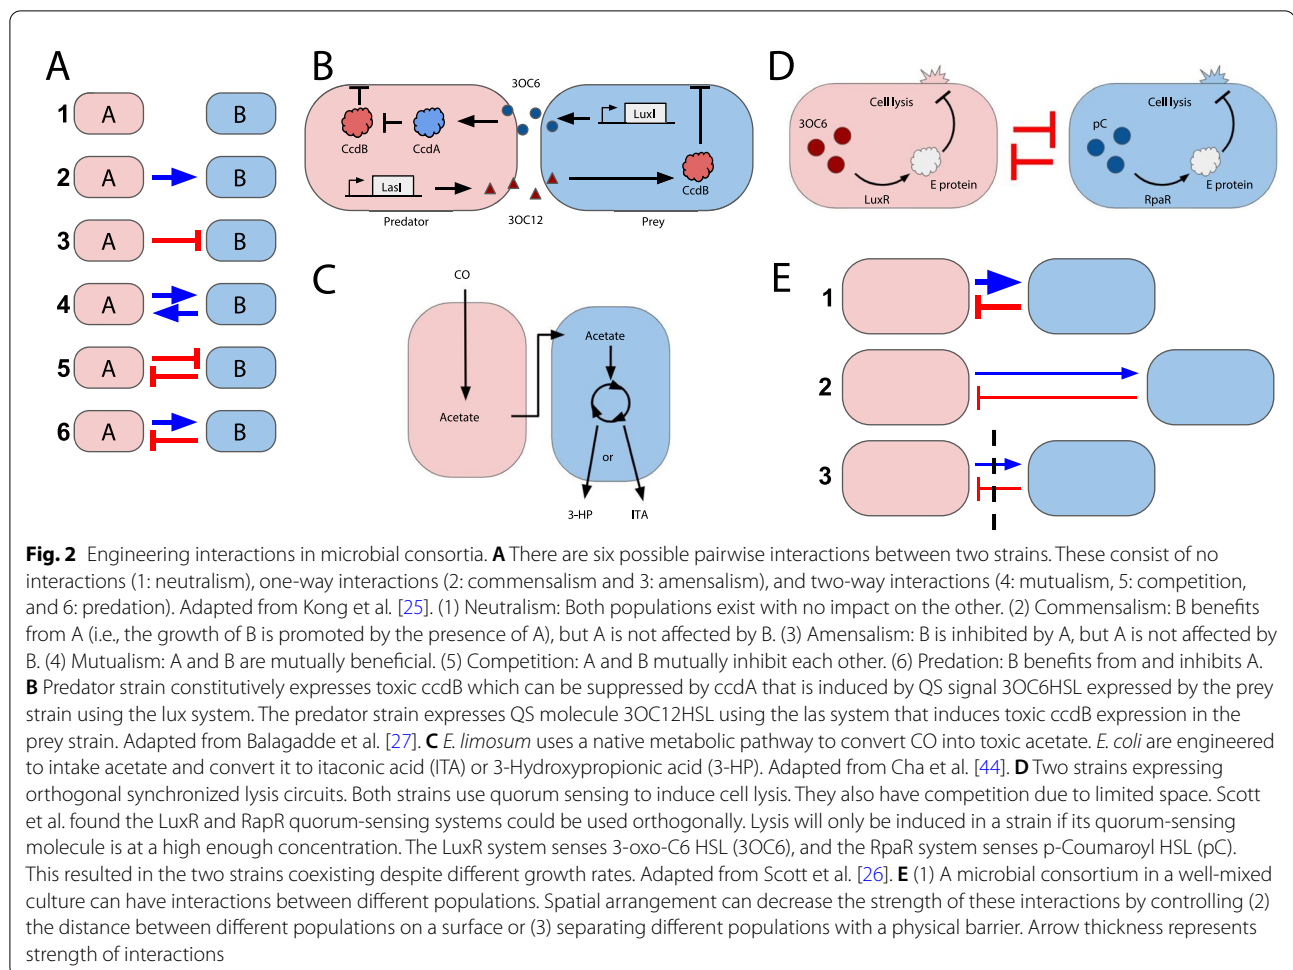 A
1 A B
2 A B
3 A B
4 A B
5 A B
6 A B
B
3OC6
LuxI
CcdB
CcdA
CcdB
LasI
Predator
3OC12
Prey
C
CO
Acetate
Acetate
or
3-HP
ITA
D
Cell lysis
3OC6
E protein
LuxR
Cell lysis
pC
E protein
RpaR
E
1
2
3
Fig. 2 Engineering interactions in microbial consortia. A There are six possible pairwise interactions between two strains. These consist of no
interactions (1: neutralism), one-way interactions (2: commensalism and 3: amensalism), and two-way interactions (4: mutualism, 5: competition,
and 6: predation). Adapted from Kong et al. [25]. (1) Neutralism: Both populations exist with no impact on the other. (2) Commensalism: B benefits
from A (i.e., the growth of B is promoted by the presence of A), but A is not affected by B. (3) Amensalism: B is inhibited by A, but A is not affected by
B. (4) Mutualism: A and B are mutually beneficial. (5) Competition: A and B mutually inhibit each other. (6) Predation: B benefits from and inhibits A.
B Predator strain constitutively expresses toxic ccdB which can be suppressed by ccdA that is induced by QS signal 3OC6HSL expressed by the prey
strain using the lux system. The predator strain expresses QS molecule 3OC12HSL using the las system that induces toxic ccdB expression in the
prey strain. Adapted from Balagadde et al. [27]. C E. limosum uses a native metabolic pathway to convert CO into toxic acetate. E. coli are engineered
to intake acetate and convert it to itaconic acid (ITA) or 3-Hydroxypropionic acid (3-HP). Adapted from Cha et al. [44]. D Two strains expressing
orthogonal synchronized lysis circuits. Both strains use quorum sensing to induce cell lysis. They also have competition due to limited space. Scott
et al. found the LuxR and RapR quorum-sensing systems could be used orthogonally. Lysis will only be induced in a strain if its quorum-sensing
molecule is at a high enough concentration. The LuxR system senses 3-oxo-C6 HSL (3OC6), and the RpaR system senses p-Coumaroyl HSL (pC).
This resulted in the two strains coexisting despite different growth rates. Adapted from Scott et al. [26]. E (1) A microbial consortium in a well-mixed
culture can have interactions between different populations. Spatial arrangement can decrease the strength of these interactions by controlling (2)
the distance between different populations on a surface or (3) separating different populations with a physical barrier. Arrow thickness represents
strength of interactions